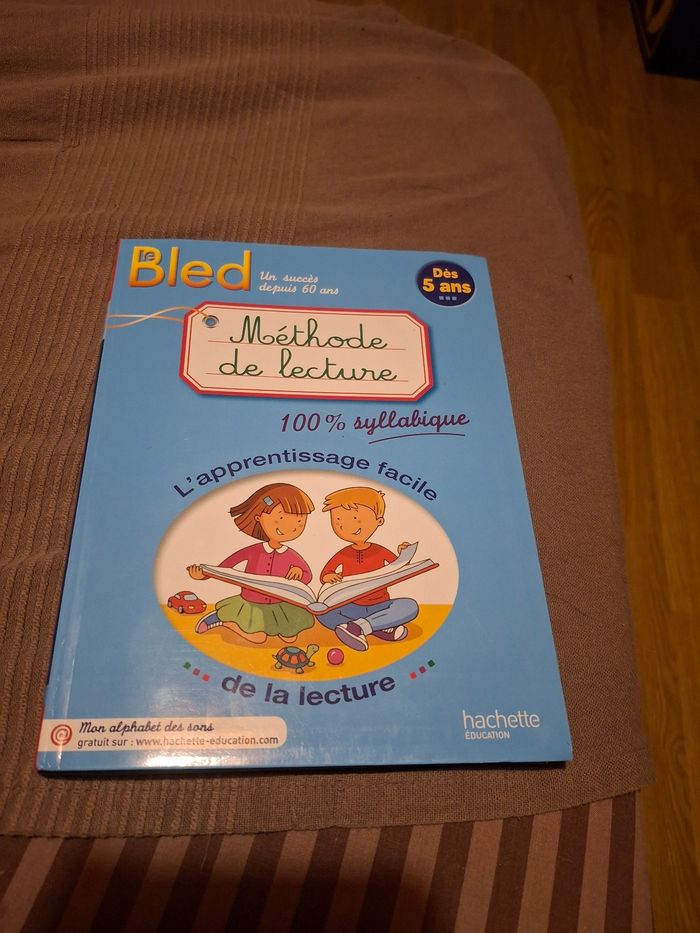 Le Bled
Un succès
depuis 60 ans
Dès
5 ans
Méthode
de lecture
100% syllabique
L'apprentissage facile
de la lecture
@ Mon alphabet des sons
gratuit sur : www.hachette-education.com
hachette
ÉDUCATION